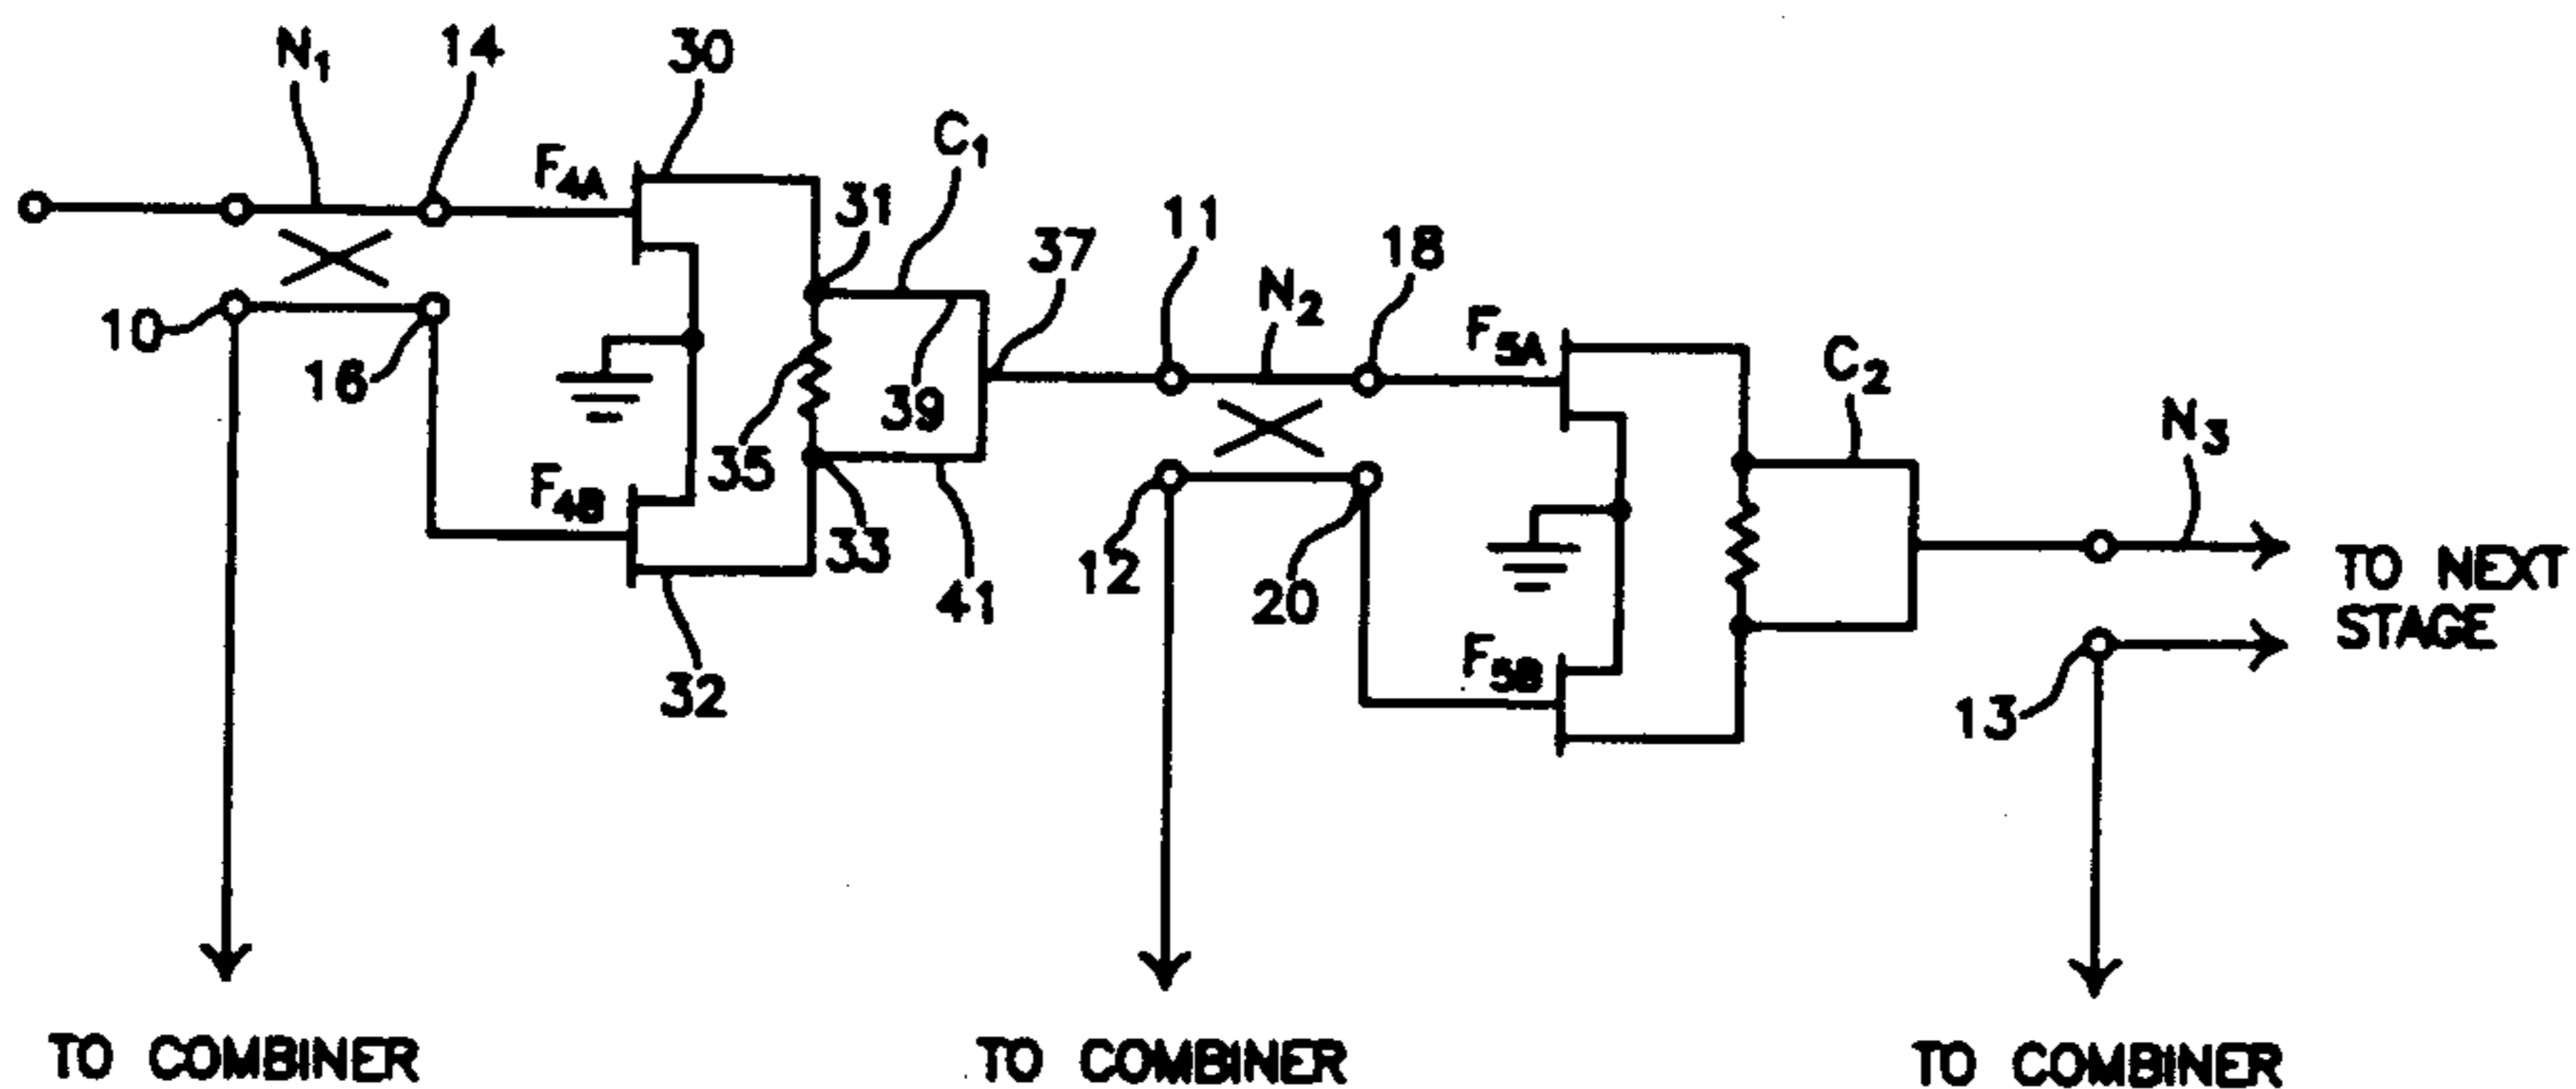 N1
14
30
F4A
C1
31
11
37
18
N2
F5A
10
16
C2
39
N3
35
F4B
33
12
41
20
TO NEXT
STAGE
F5B
32
13
TO COMBINER
TO COMBINER
TO COMBINER